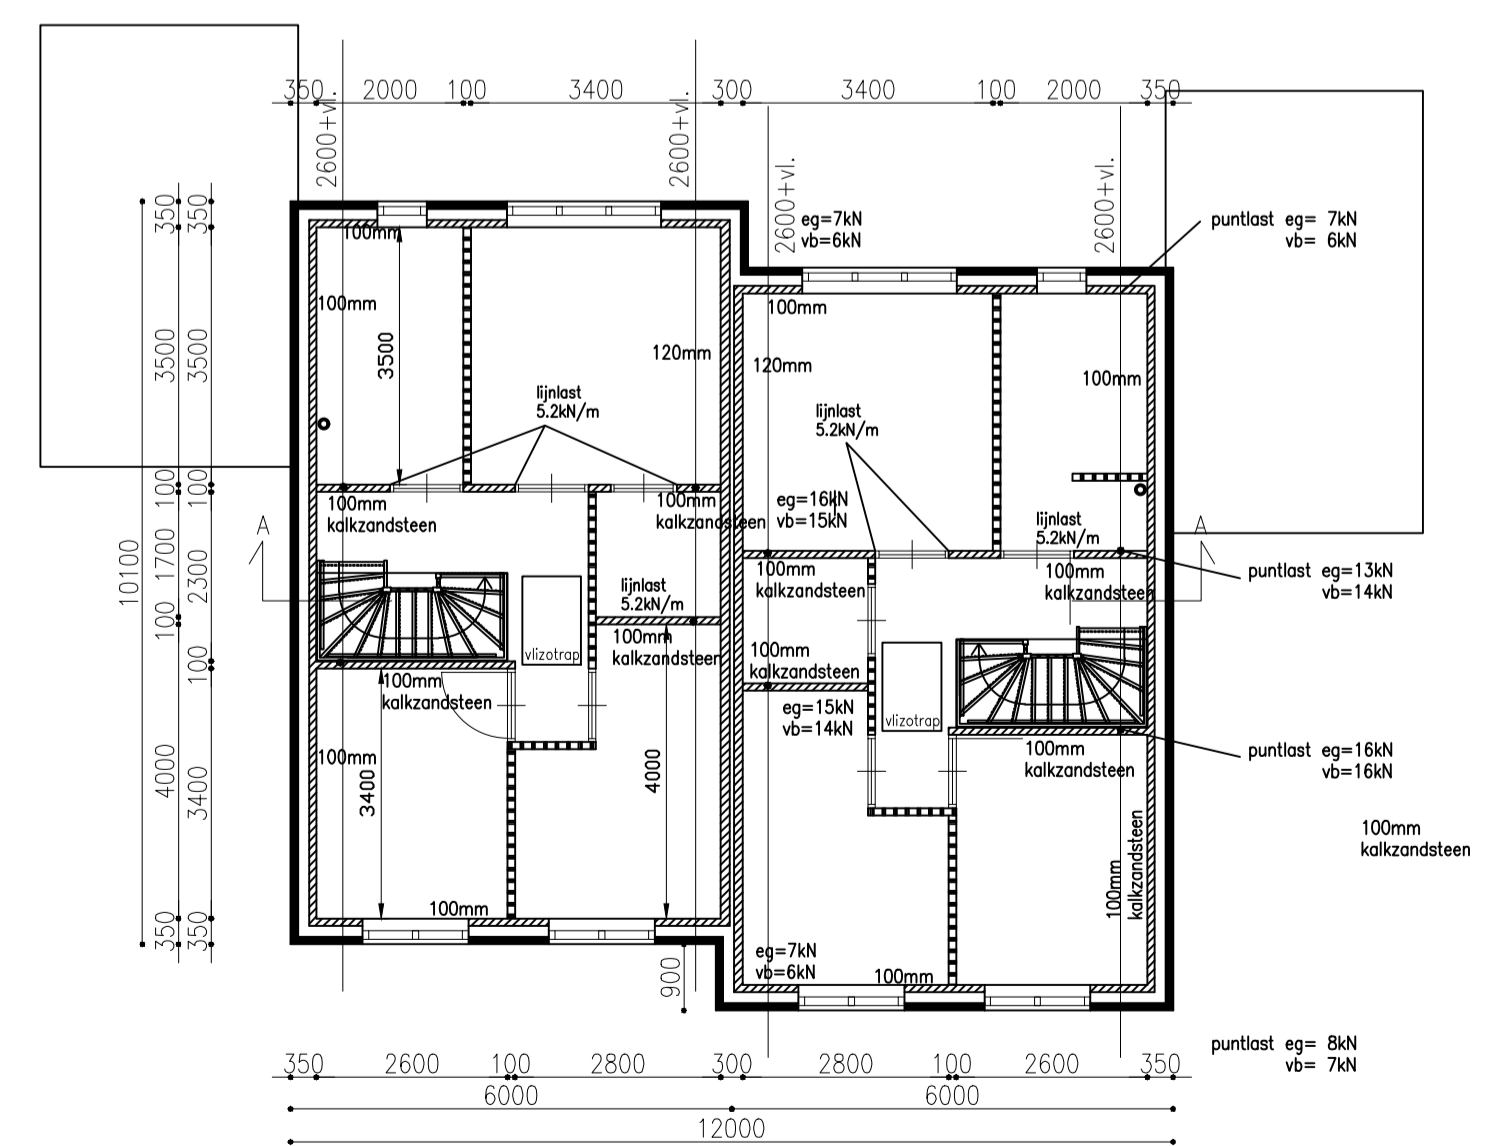 350 2000 100 3400 300 3400 100 2000 350
2600+vl.
2600+vl.
2600+vl.
2600+vl.
350
350
3500
3500
100
100
1700
2300
100
100
4000
3400
350
350
10100
eg=7kN
vb=6kN
puntlast eg= 7kN
vb= 6kN
100mm
100mm
3500
120mm
100mm
120mm
100mm
lijnlast
5.2kN/m
lijnlast
5.2kN/m
100mm
kalkzandsteen
100mm
kalkzandsteen
eg=16kN
vb=15kN
lijnlast
5.2kN/m
A
A
100mm
kalkzandsteen
100mm
kalkzandsteen
puntlast eg=13kN
vb=14kN
lijnlast
5.2kN/m
100mm
kalkzandsteen
vlizotrap
100mm
kalkzandsteen
100mm
kalkzandsteen
eg=15kN
vb=14kN
vlizotrap
100mm
kalkzandsteen
puntlast eg=16kN
vb=16kN
100mm
3400
4000
100mm
kalkzandsteen
100mm
kalkzandsteen
100mm
900
eg=7kN
vb=6kN
100mm
puntlast eg= 8kN
vb= 7kN
350 2600 100 2800 300 2800 100 2600 350
6000 6000
12000